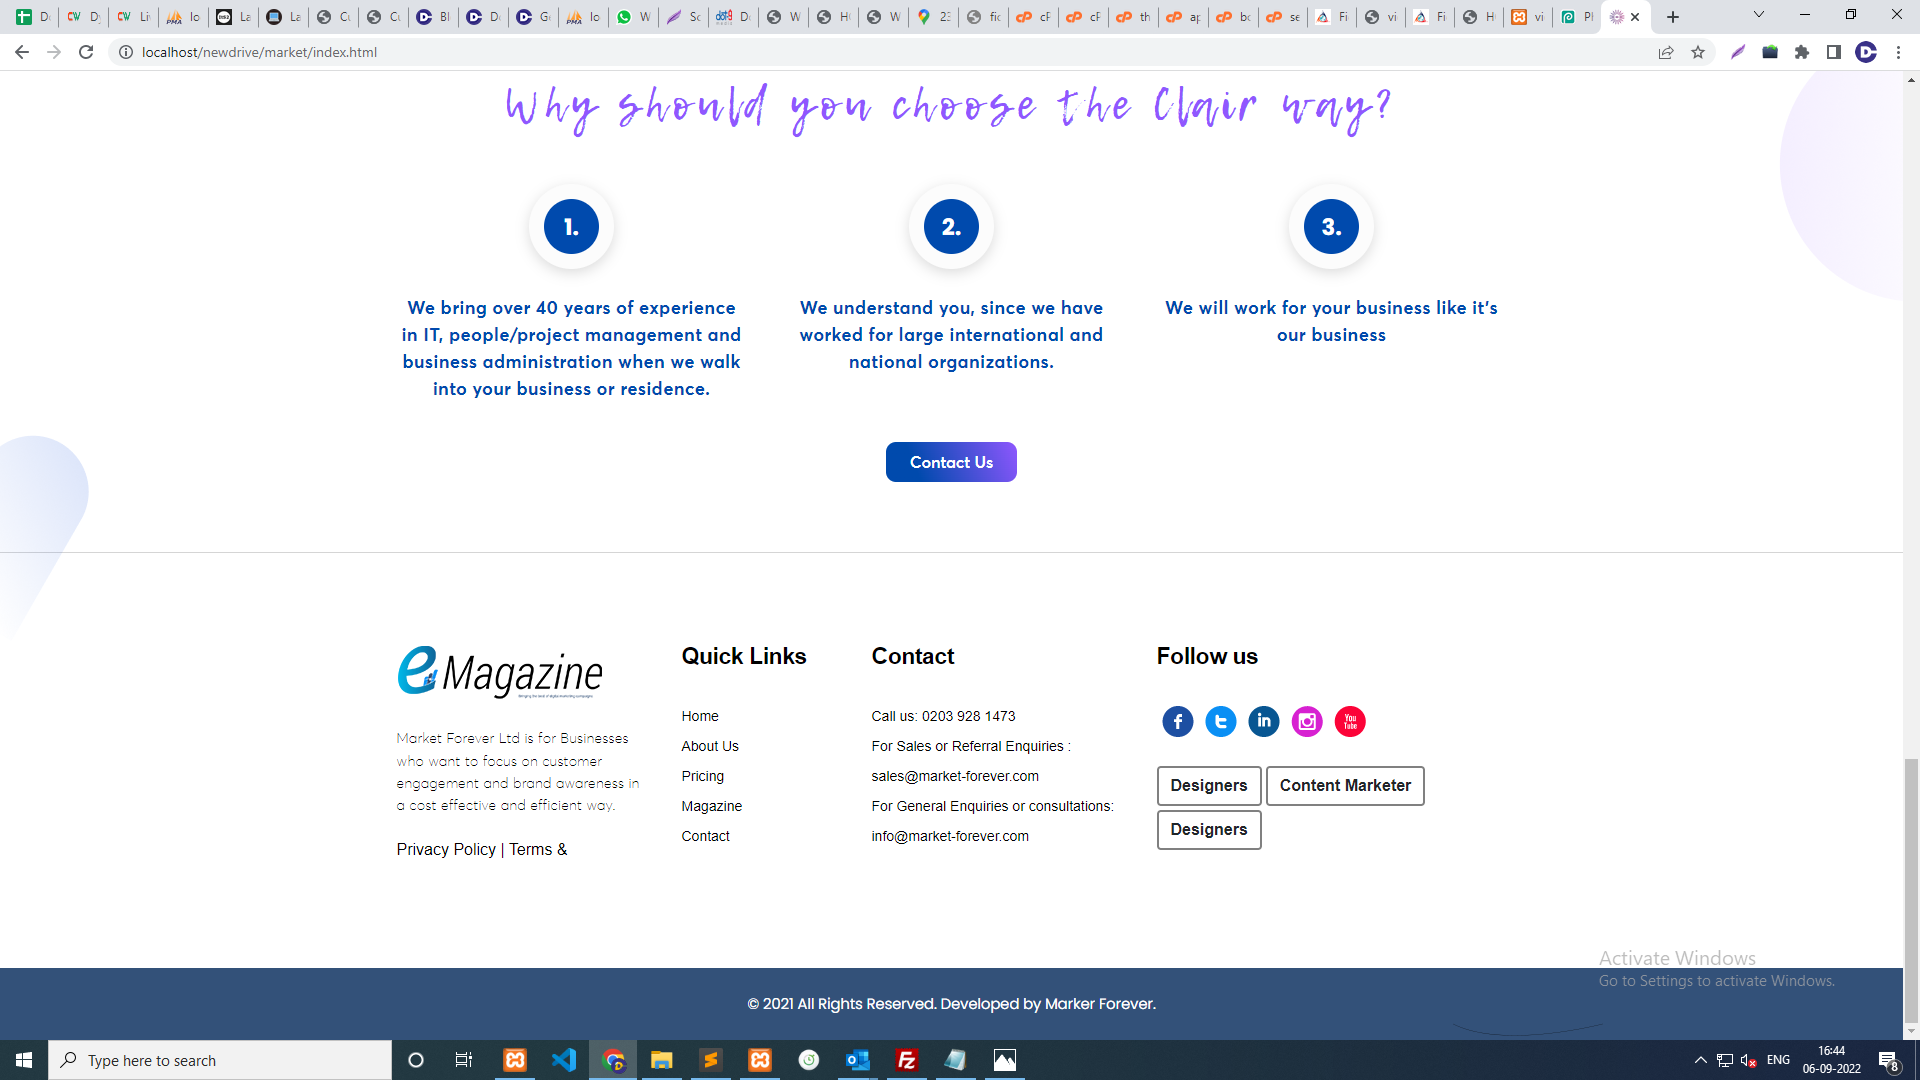 localhost/newdrive/market/index.html
Why should you choose the Clair way?
1.
2.
3.
We bring over 40 years of experience
in IT, people/project management and
business administration when we walk
into your business or residence.
We understand you, since we have
worked for large international and
national organizations.
We will work for your business like it's
our business
Contact Us
eMagazine
Market Forever Ltd is for Businesses
who want to focus on customer
engagement and brand awareness in
a cost effective and efficient way.
Privacy Policy | Terms &
Quick Links
Home
About Us
Pricing
Magazine
Contact
Contact
Call us: 0203 928 1473
For Sales or Referral Enquiries :
sales@market-forever.com
For General Enquiries or consultations:
info@market-forever.com
Follow us
You
Tube
Designers
Content Marketer
Designers
Activate Windows
Go to Settings to activate Windows.
© 2021 All Rights Reserved. Developed by Marker Forever.
Type here to search
ENG
16:44
06-09-2022
8